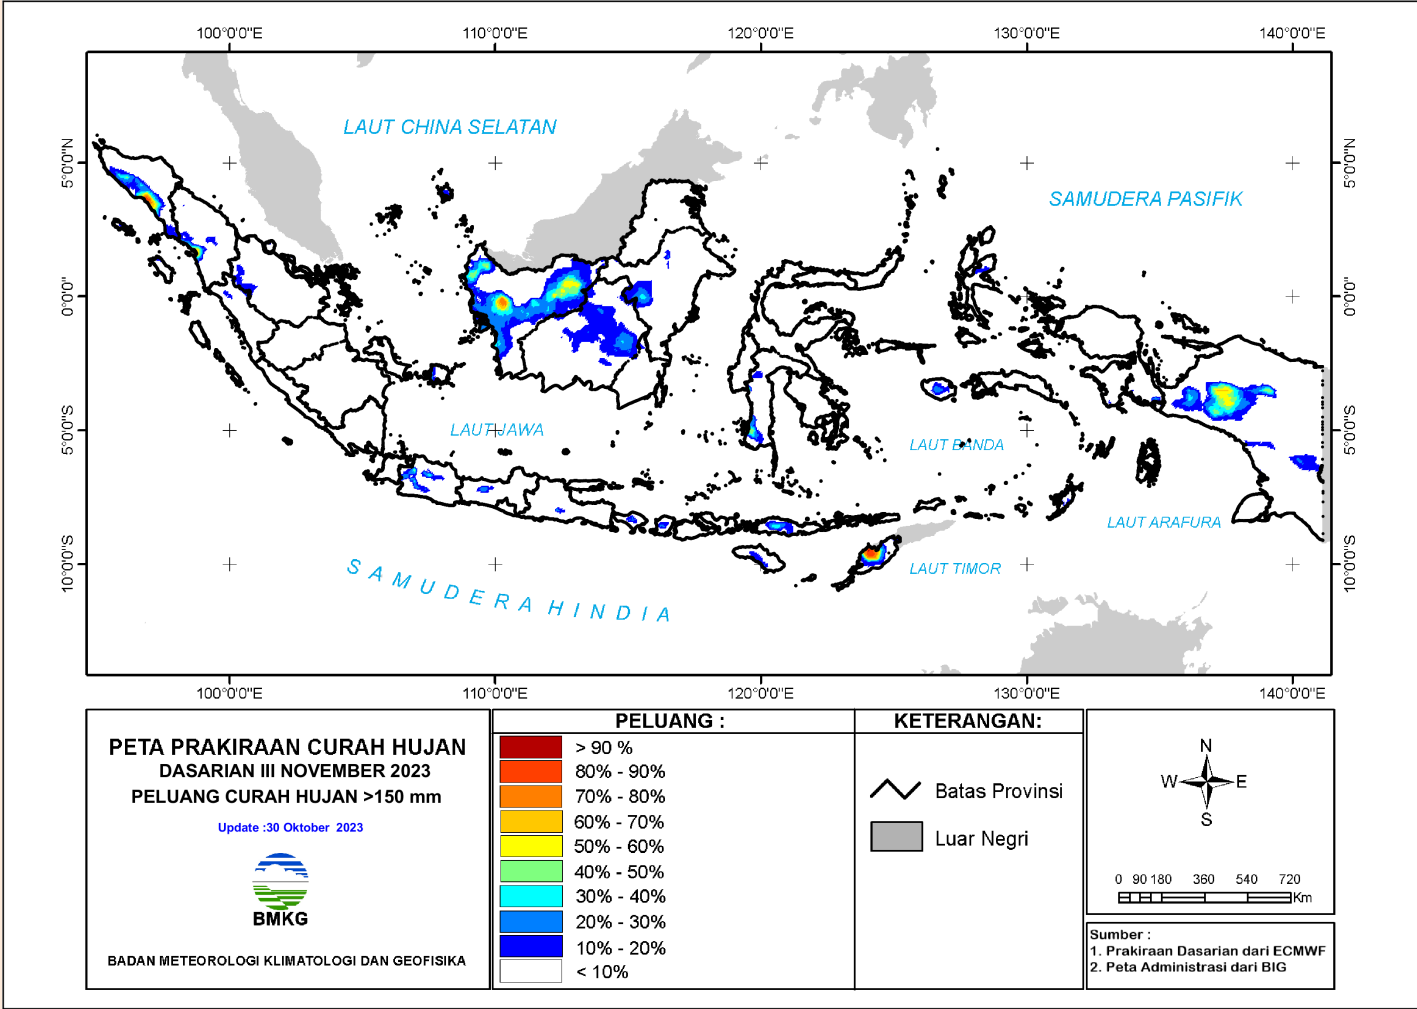 100°0'0"E 110°0'0"E 120°0'0"E 130°0'0"E 140°0'0"E
LAUT CHINA SELATAN
SAMUDERA PASIFIK
5°0'0"N 5°0'0"N
0°0'0" 0°0'0"
5°0'0"S 5°0'0"S
10°0'0"S 10°0'0"S
LAUT JAWA
LAUT BANDA
LAUT ARAFURA
LAUT TIMOR
SAMUDERA HINDIA
100°0'0"E 110°0'0"E 120°0'0"E 130°0'0"E 140°0'0"E
PETA PRAKIRAAN CURAH HUJAN
DASARIAN III NOVEMBER 2023
PELUANG CURAH HUJAN >150 mm
Update :30 Oktober 2023
BMKG
BADAN METEOROLOGI KLIMATOLOGI DAN GEOFISIKA
PELUANG :
> 90 %
80% - 90%
70% - 80%
60% - 70%
50% - 60%
40% - 50%
30% - 40%
20% - 30%
10% - 20%
< 10%
KETERANGAN:
Batas Provinsi
Luar Negri
N
W E
S
0 90 180 360 540 720
Km
Sumber :
1. Prakiraan Dasarian dari ECMWF
2. Peta Administrasi dari BIG